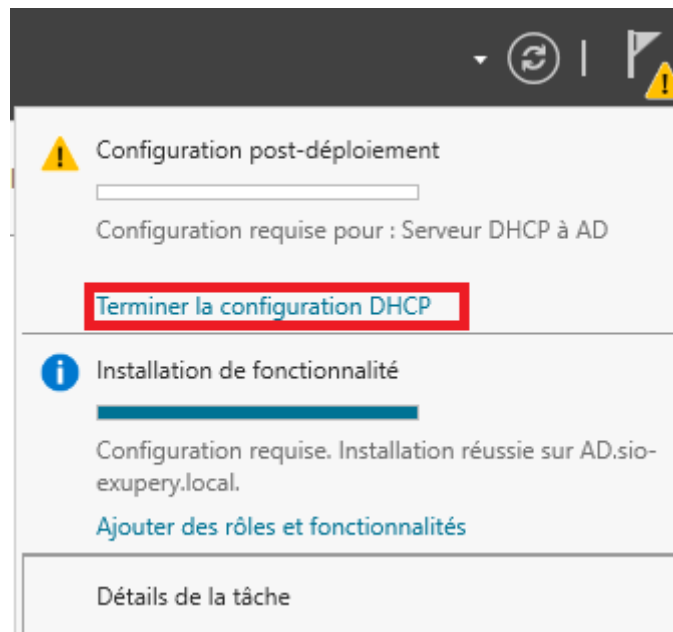 Configuration post-déploiement
Configuration requise pour : Serveur DHCP à AD
Terminer la configuration DHCP
Installation de fonctionnalité
Configuration requise. Installation réussie sur AD.sio-
exupery.local.
Ajouter des rôles et fonctionnalités
Détails de la tâche